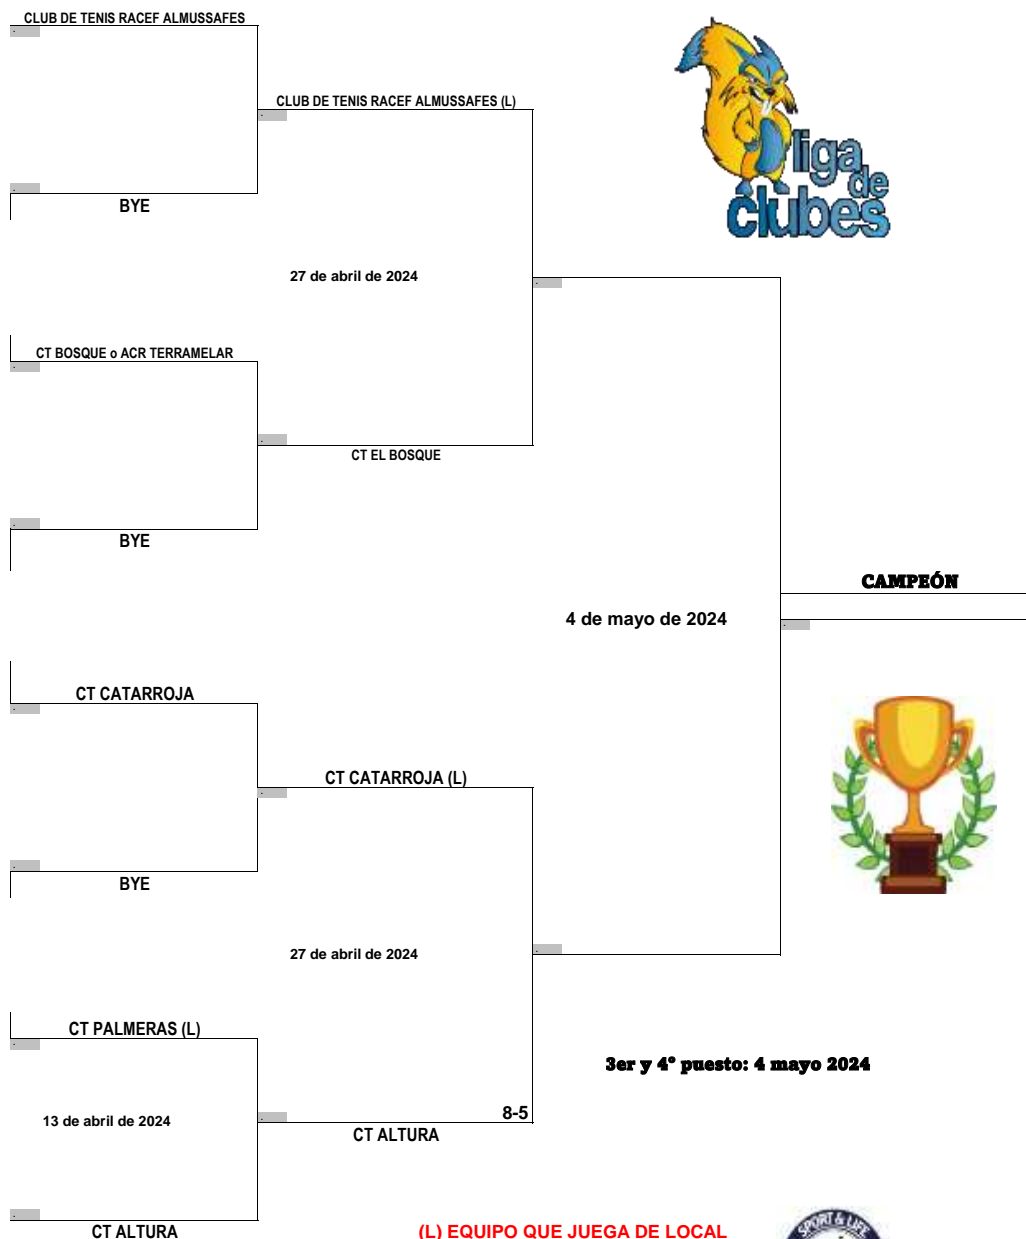 CLUB DE TENIS RACEF ALMUSSAFES
CLUB DE TENIS RACEF ALMUSSAFES (L)
liga
de
clubes
BYE
27 de abril de 2024
CT BOSQUE o ACR TERRAMELAR
CT EL BOSQUE
BYE
CAMPEÓN
4 de mayo de 2024
CT CATARROJA
CT CATARROJA (L)
BYE
27 de abril de 2024
CT PALMERAS (L)
3er y 4º puesto: 4 mayo 2024
8-5
13 de abril de 2024
CT ALTURA
CT ALTURA
(L) EQUIPO QUE JUEGA DE LOCAL
SPORT & LIFE